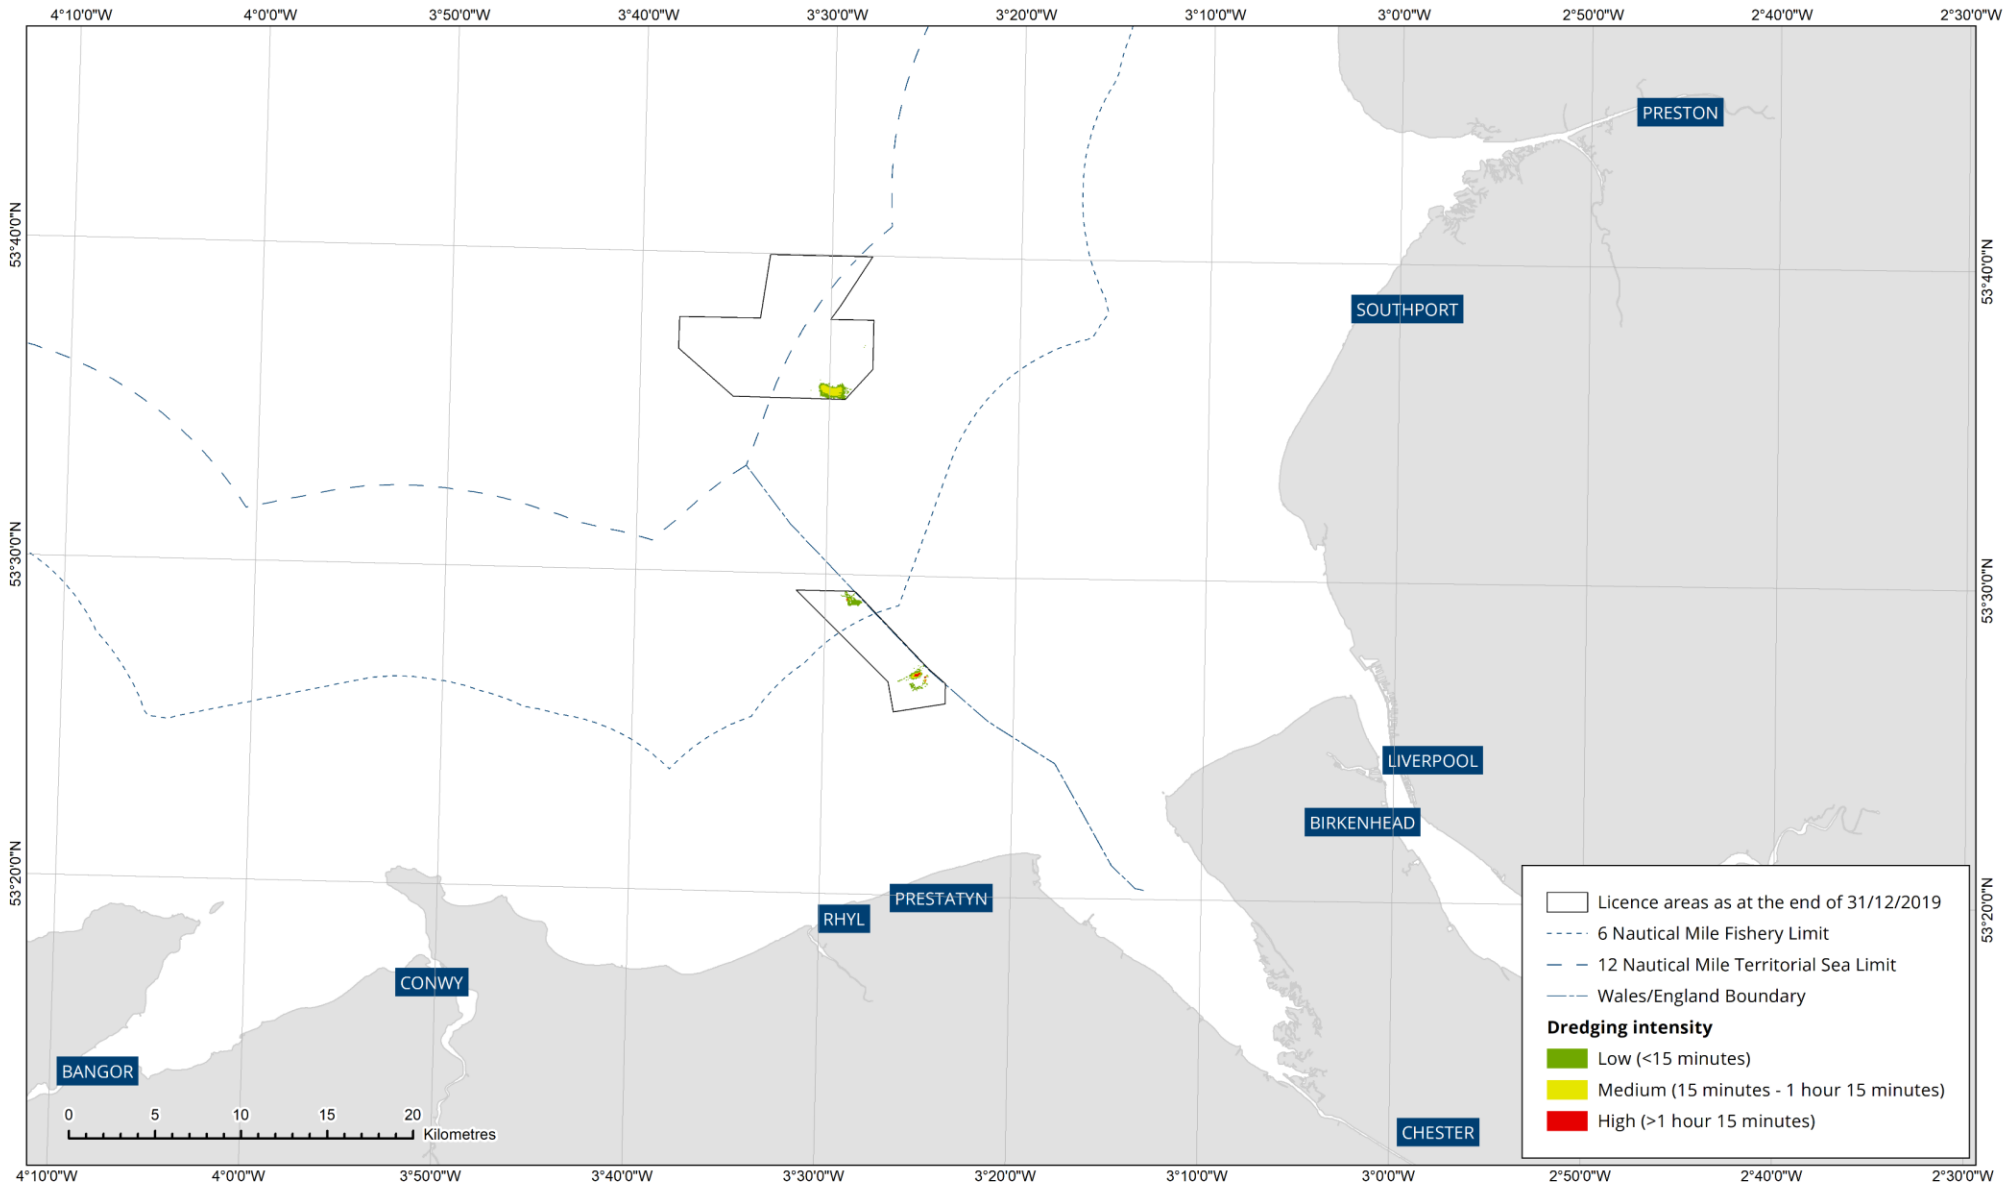 4°10'0"W 4°0'0"W 3°50'0"W 3°40'0"W 3°30'0"W 3°20'0"W 3°10'0"W 3°0'0"W 2°50'0"W 2°40'0"W 2°30'0"W
PRESTON
53°40'0"N
53°40'0"N
SOUTHPORT
53°30'0"N
53°30'0"N
LIVERPOOL
BIRKENHEAD
53°20'0"N
53°20'0"N
PRESTATYN
RHYL
CONWY
BANGOR
CHESTER
Licence areas as at the end of 31/12/2019
6 Nautical Mile Fishery Limit
12 Nautical Mile Territorial Sea Limit
Wales/England Boundary
Dredging intensity
Low (<15 minutes)
Medium (15 minutes - 1 hour 15 minutes)
High (>1 hour 15 minutes)
0 5 10 15 20
Kilometres
4°10'0"W 4°0'0"W 3°50'0"W 3°40'0"W 3°30'0"W 3°20'0"W 3°10'0"W 3°0'0"W 2°50'0"W 2°40'0"W 2°30'0"W